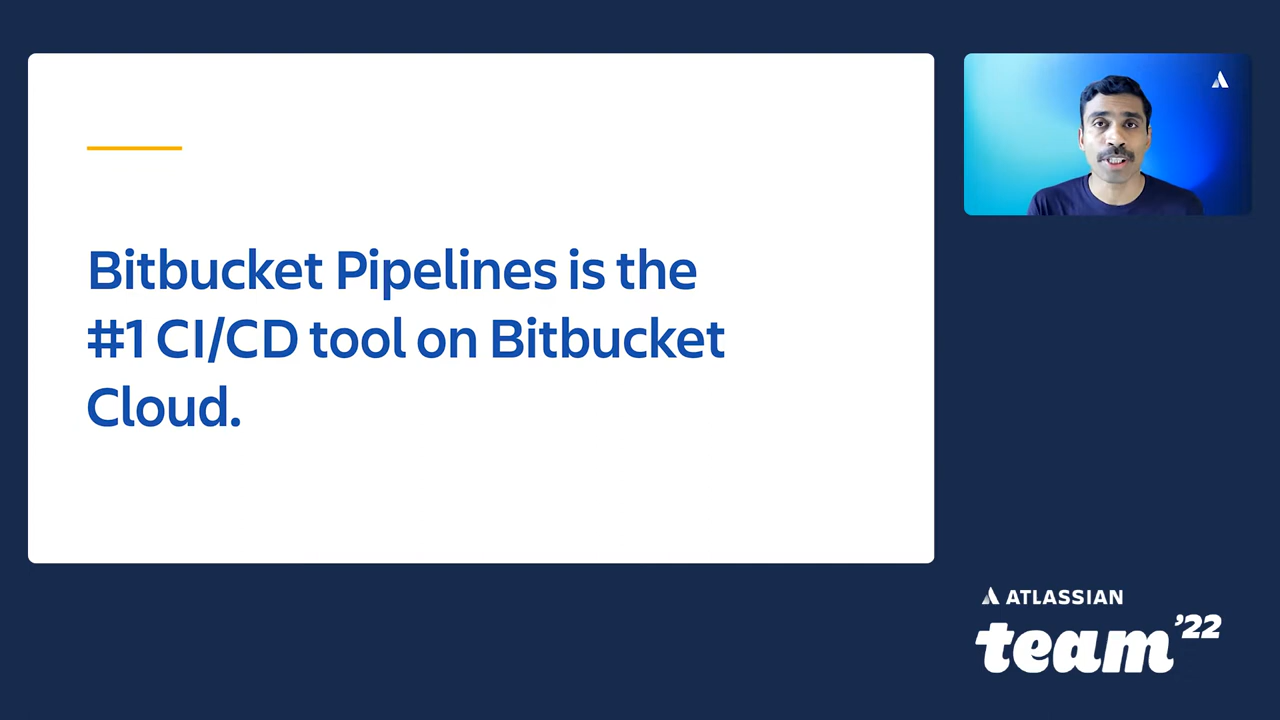 Bitbucket Pipelines is the
#1 CI/CD tool on Bitbucket
Cloud.
ATLASSIAN
team '22